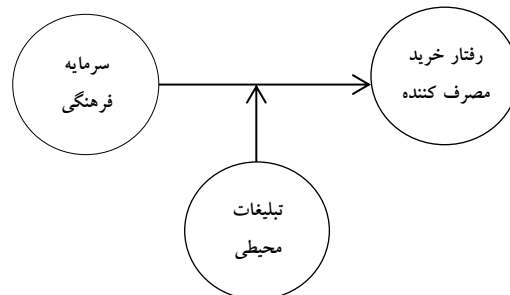 رفتار خرید
مصرف کننده
سرمایه
فرهنگی
تبلیغات
محیطی